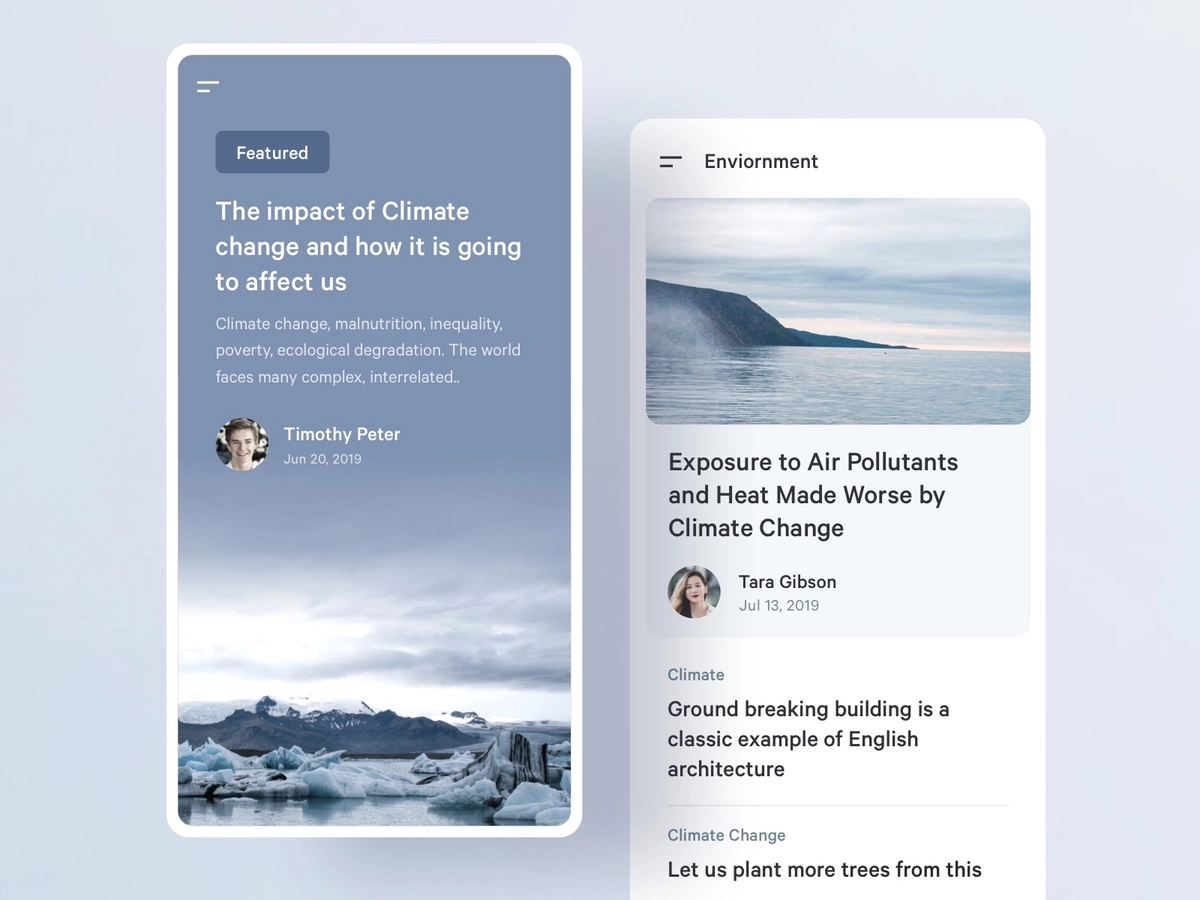 Featured
The impact of Climate
change and how it is going
to affect us
Climate change, malnutrition, inequality,
poverty, ecological degradation. The world
faces many complex, interrelated..
Timothy Peter
Jun 20, 2019
Enviornment
Exposure to Air Pollutants
and Heat Made Worse by
Climate Change
Tara Gibson
Jul 13, 2019
Climate
Ground breaking building is a
classic example of English
architecture
Climate Change
Let us plant more trees from this